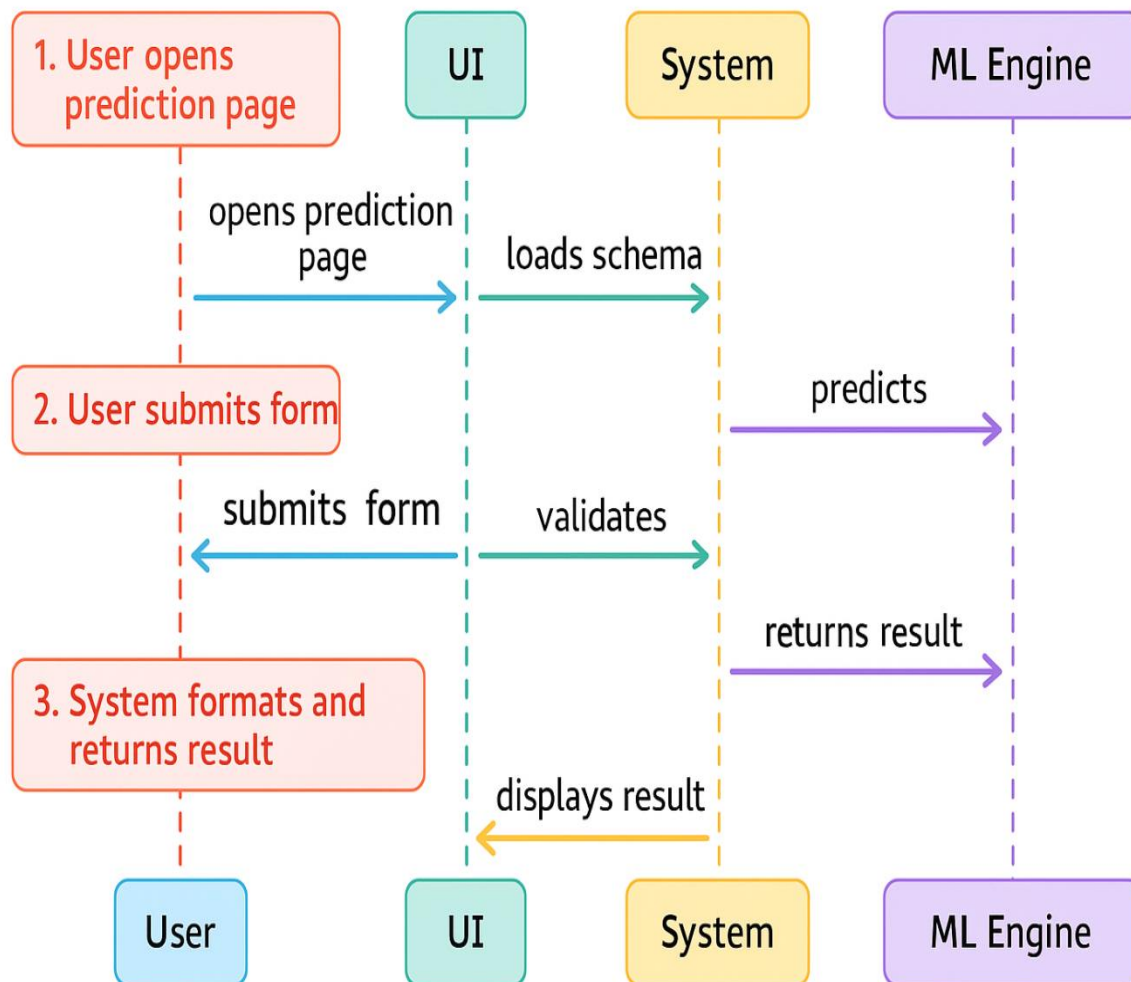 1. User opens
prediction page
UI
System
ML Engine
opens prediction
page
loads schema
2. User submits form
predicts
submits form
validates
returns result
3. System formats and
returns result
displays result
User
UI
System
ML Engine